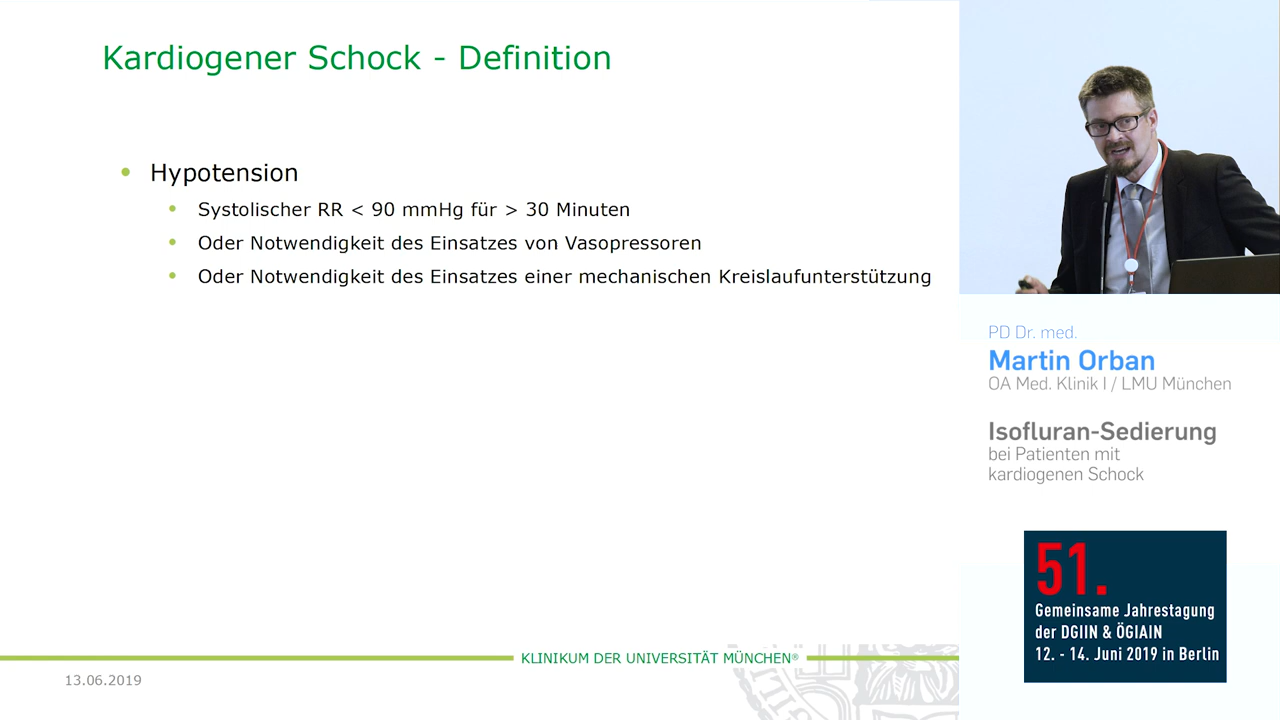 Kardiogener Schock - Definition
• Hypotension
• Systolischer RR < 90 mmHg für > 30 Minuten
• Oder Notwendigkeit des Einsatzes von Vasopressoren
• Oder Notwendigkeit des Einsatzes einer mechanischen Kreislaufunterstützung
KLINIKUM DER UNIVERSITÄT MÜNCHEN®
13.06.2019
PD Dr. med.
Martin Orban
OA Med. Klinik I / LMU München
Isofluran-Sedierung
bei Patienten mit
kardiogenen Schock
51.
Gemeinsame Jahrestagung
der DGIIN & ÖGIAIN
12. - 14. Juni 2019 in Berlin